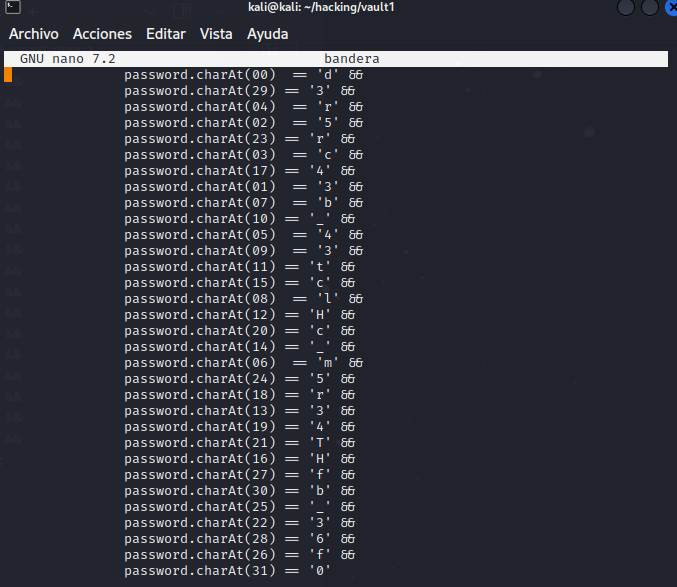 kali@kali: ~/hacking/vault1
Archivo Acciones Editar Vista Ayuda
GNU nano 7.2 bandera
password.charAt(00)  == 'd' &&
password.charAt(29) == '3' &&
password.charAt(04)  == 'r' &&
password.charAt(02)  == '5' &&
password.charAt(23) == 'r' &&
password.charAt(03)  == 'c' &&
password.charAt(17) == '4' &&
password.charAt(01)  == '3' &&
password.charAt(07)  == 'b' &&
password.charAt(10) == '_' &&
password.charAt(05)  == '4' &&
password.charAt(09)  == '3' &&
password.charAt(11) == 't' &&
password.charAt(15) == 'c' &&
password.charAt(08)  == 'l' &&
password.charAt(12) == 'H' &&
password.charAt(20) == 'c' &&
password.charAt(14) == '_' &&
password.charAt(06)  == 'm' &&
password.charAt(24) == '5' &&
password.charAt(18) == 'r' &&
password.charAt(13) == '3' &&
password.charAt(19) == '4' &&
password.charAt(21) == 'T' &&
password.charAt(16) == 'H' &&
password.charAt(27) == 'f' &&
password.charAt(30) == 'b' &&
password.charAt(25) == '_' &&
password.charAt(22) == '3' &&
password.charAt(28) == '6' &&
password.charAt(26) == 'f' &&
password.charAt(31) == '0'